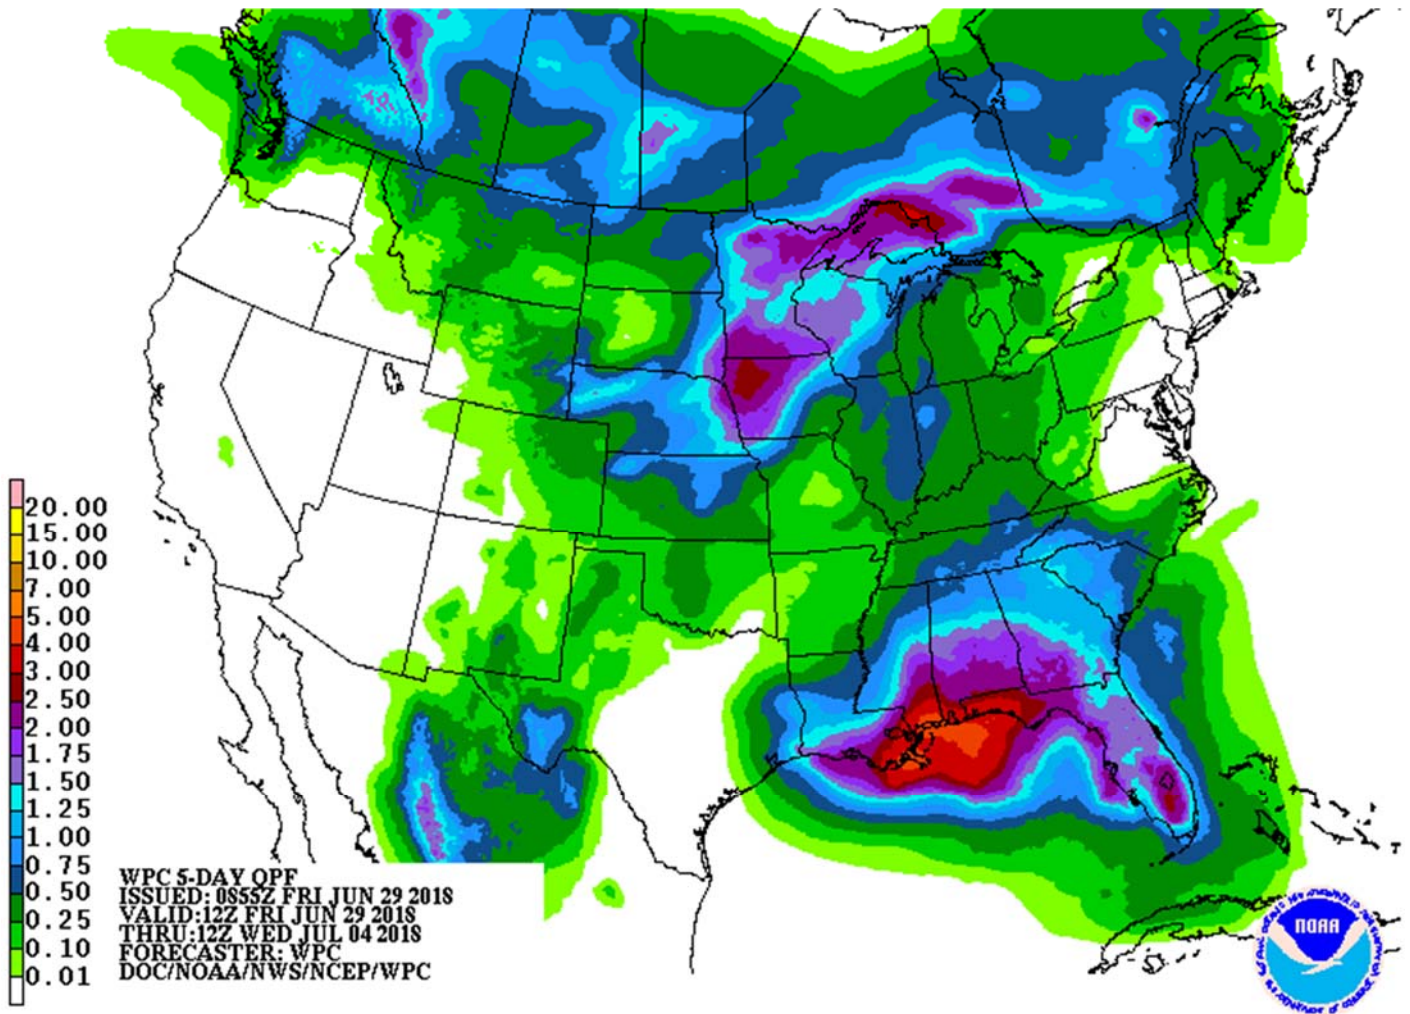 20.00
15.00
10.00
7.00
5.00
4.00
3.00
2.50
2.00
1.75
1.50
1.25
1.00
0.75
0.50
0.25
0.10
0.01
WPC 5-DAY QPF
ISSUED: 0855Z FRI JUN 29 2018
VALID:12Z FRI JUN 29 2018
THRU:12Z WED JUL 04 2018
FORECASTER: WPC
DOC/NOAA/NWS/NCEP/WPC
NOAA